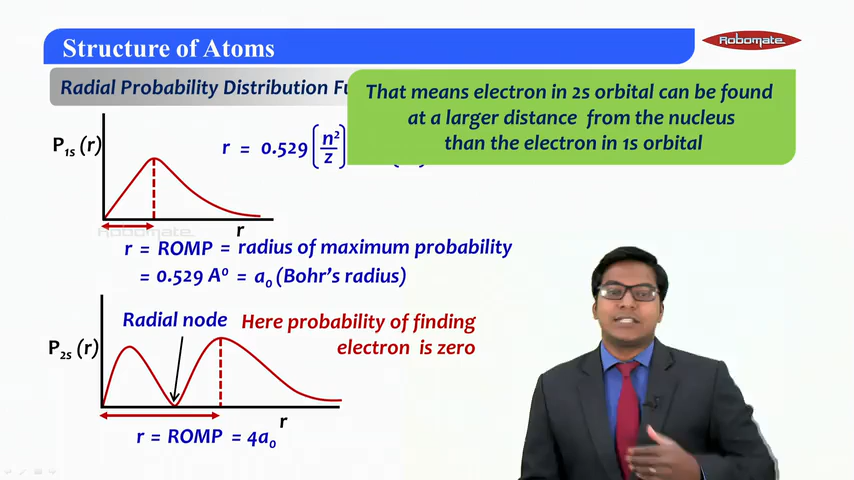 Structure of Atoms
Robomate
Radial Probability Distribution Fu
That means electron in 2s orbital can be found
at a larger distance from the nucleus
than the electron in 1s orbital
P1s (r)
r = 0.529 [n²/z]
r
Robomate
r = ROMP = radius of maximum probability
= 0.529 A⁰ = a₀ (Bohr's radius)
Radial node
Here probability of finding
electron is zero
P2s (r)
r
r = ROMP = 4a₀